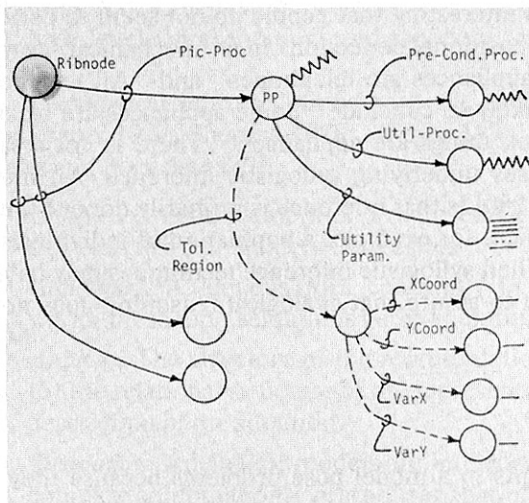 Pic-Proc
Ribnode
PP
Pre-Cond.Proc.
Util-Proc.
Tol.
Region
Utility
Param.
XCoord
YCoord
VarX
VarY